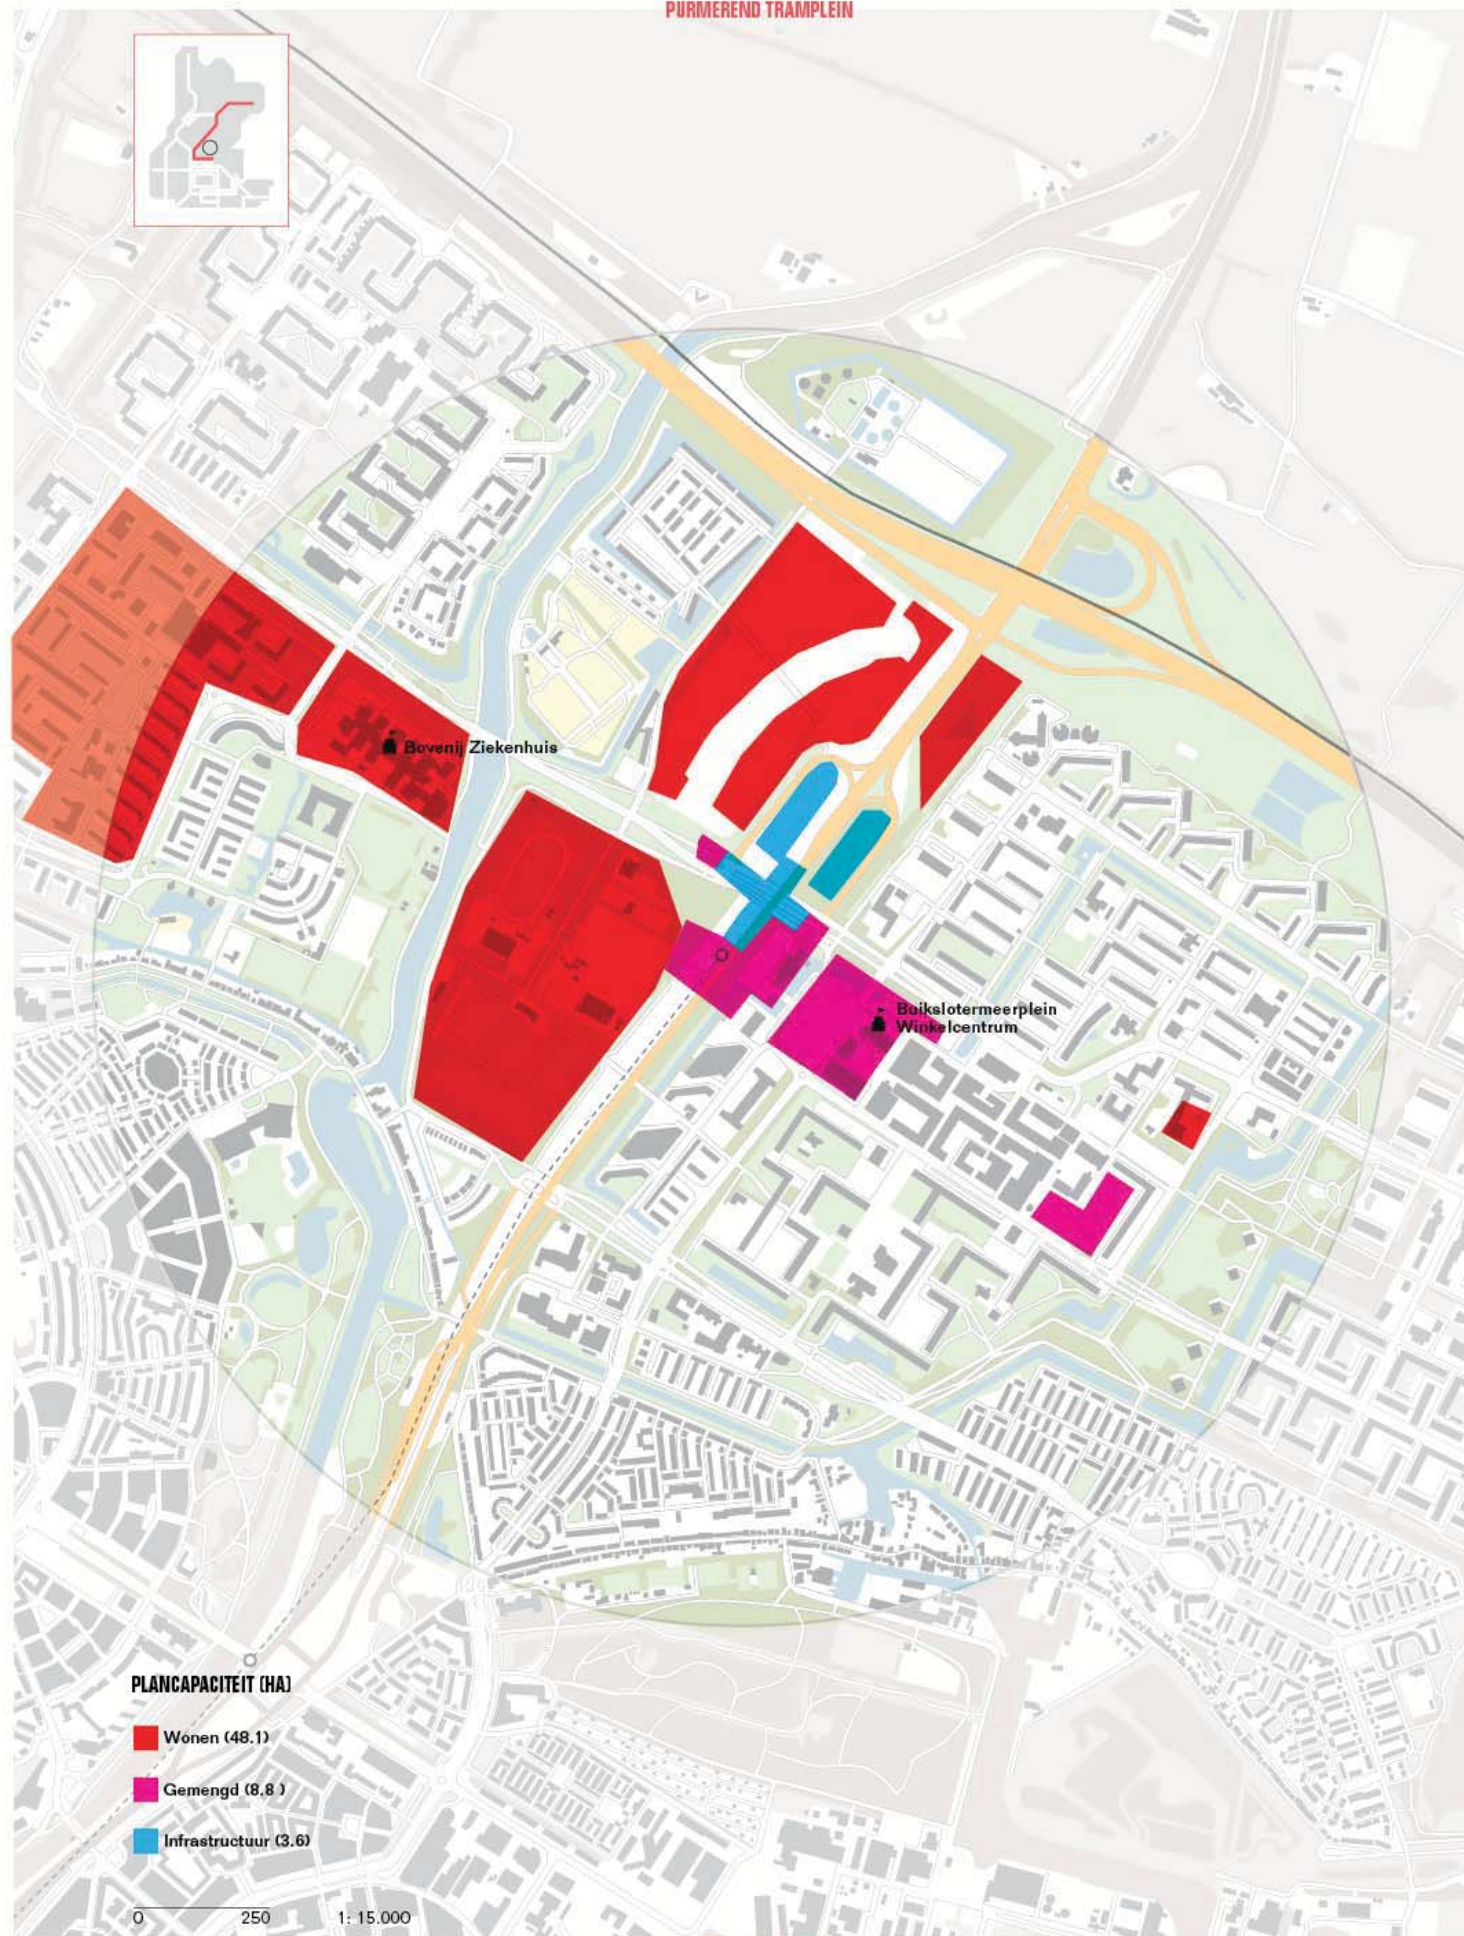 PURMEREND TRAMPLEIN
Bovenij Ziekenhuis
Buikslotermeerplein
Winkelcentrum
PLANCAPACITEIT (HA)
Wonen (48.1)
Gemengd (8.8 )
Infrastructuur (3.6)
0 250 1: 15.000